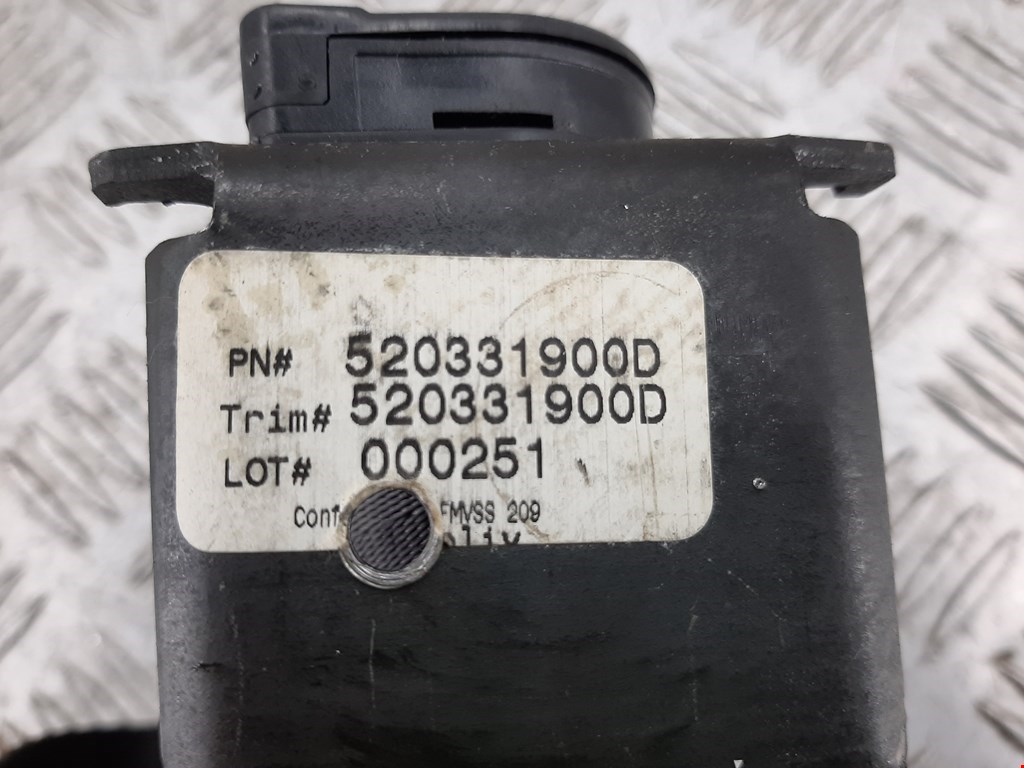 PN# 520331900D
Trim# 520331900D
LOT# 000251
FMVSS 209